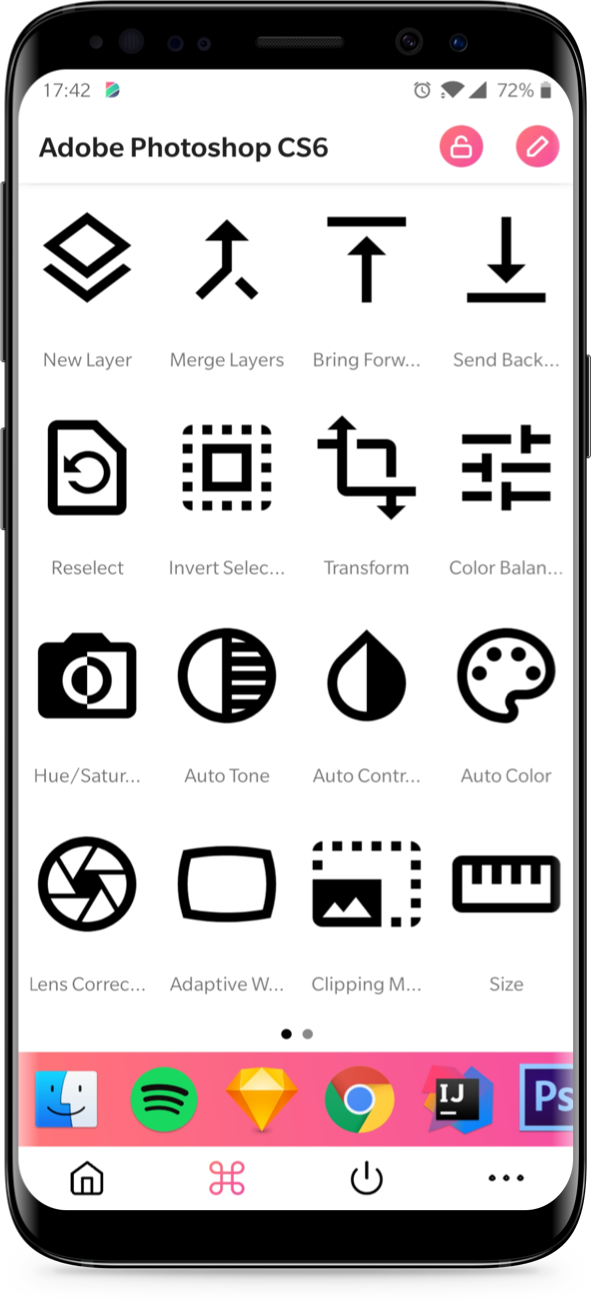 17:42 72%
Adobe Photoshop CS6
New Layer Merge Layers Bring Forw... Send Back...
Reselect Invert Selec... Transform Color Balan...
Hue/Satur... Auto Tone Auto Contr... Auto Color
Lens Correc... Adaptive W... Clipping M... Size
IJ Ps